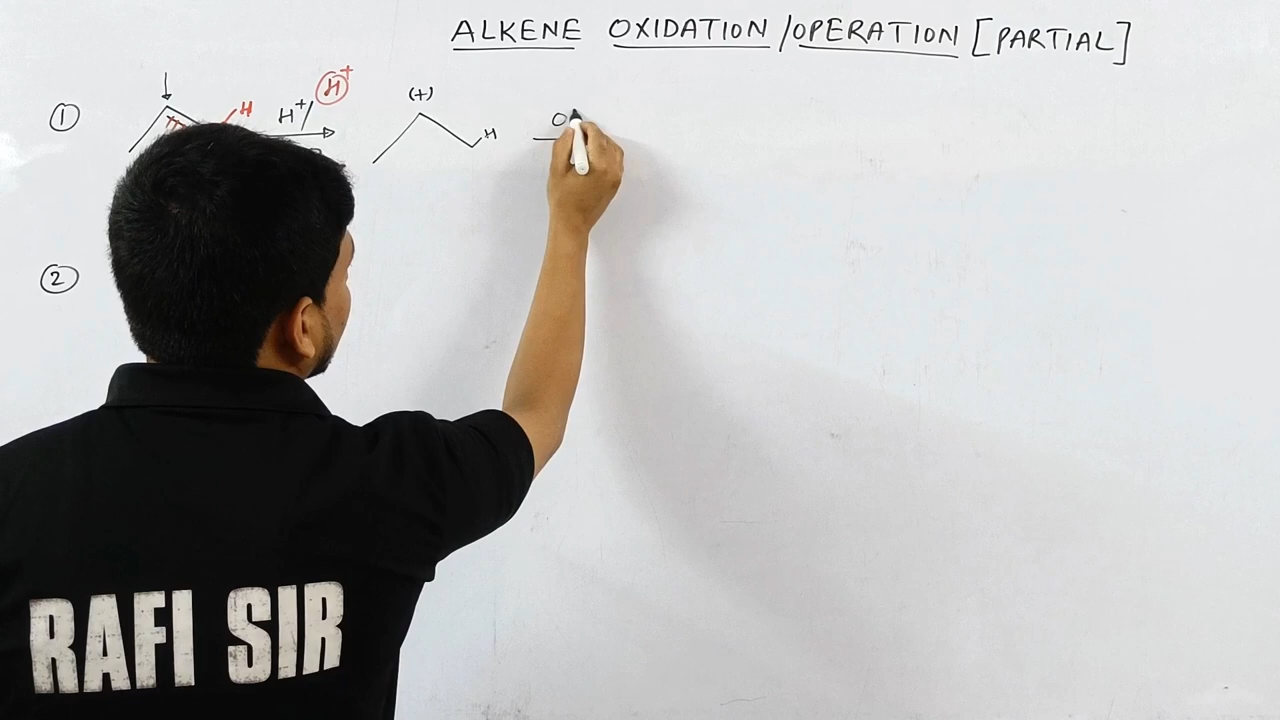 ALKENE OXIDATION/OPERATION [PARTIAL]
① H H⁺/ H⁺ (+) H O
②
RAFI SIR